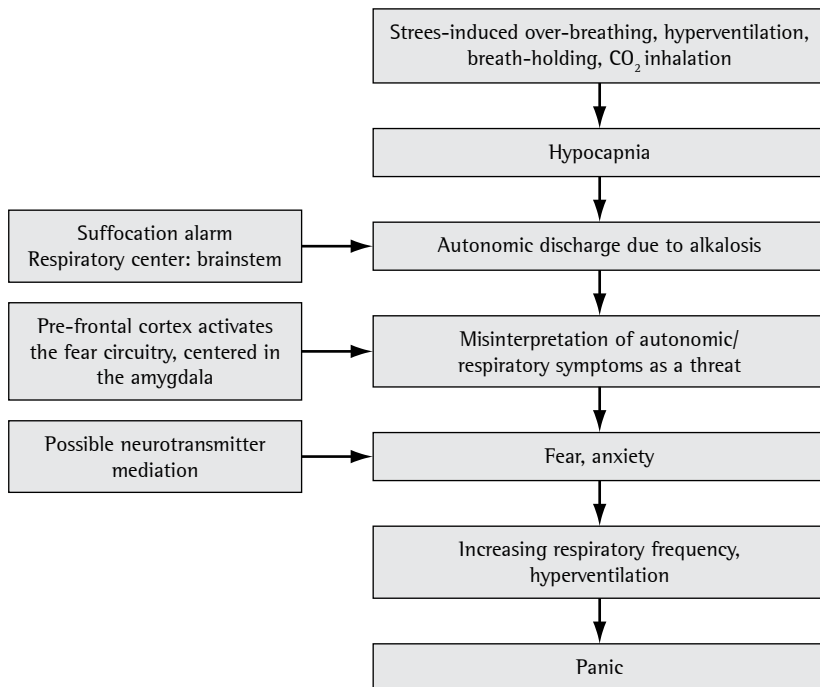 Strees-induced over-breathing, hyperventilation,
breath-holding, CO₂ inhalation
Hypocapnia
Suffocation alarm
Respiratory center: brainstem
Autonomic discharge due to alkalosis
Pre-frontal cortex activates
the fear circuitry, centered in
the amygdala
Misinterpretation of autonomic/
respiratory symptoms as a threat
Possible neurotransmitter
mediation
Fear, anxiety
Increasing respiratory frequency,
hyperventilation
Panic